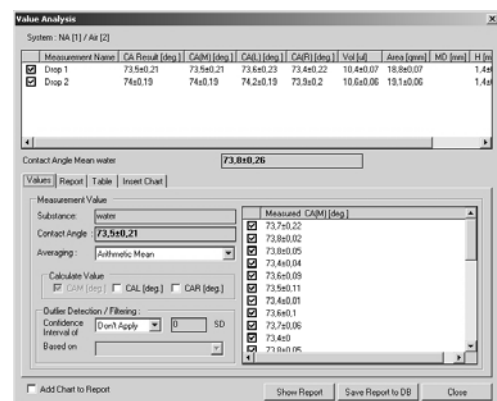 Value Analysis
System : NA [1] / Air [2]
Measurement Name CA Result [deg.] CA(M) [deg.] CA(L) [deg.] CA(R) [deg.] Vol [ul] Area [qmm] MD [mm] H [m
Drop 1 73,5±0,21 73,5±0,21 73,6±0,23 73,4±0,22 10,4±0,07 18,8±0,07 1,4±
Drop 2 74±0,19 74±0,19 74,2±0,19 73,9±0,2 10,6±0,06 19,1±0,06 1,4±
Contact Angle Mean water 73,8±0,26
Values Report Table Insert Chart
Measurement Value
Substance: water
Contact Angle : 73,5±0,21
Averaging : Arithmetic Mean
Calculate Value
CAM [deg.] CAL [deg.] CAR [deg.]
Outlier Detection / Filtering :
Confidence Interval of Don't Apply 0 SD
Based on
Measured CA(M) [deg.]
73,7±0,22
73,8±0,02
73,8±0,05
73,4±0,04
73,6±0,09
73,5±0,11
73,4±0,01
73,6±0,1
73,7±0,06
73,4±0
73,8±0,05
Add Chart to Report
Show Report Save Report to DB Close